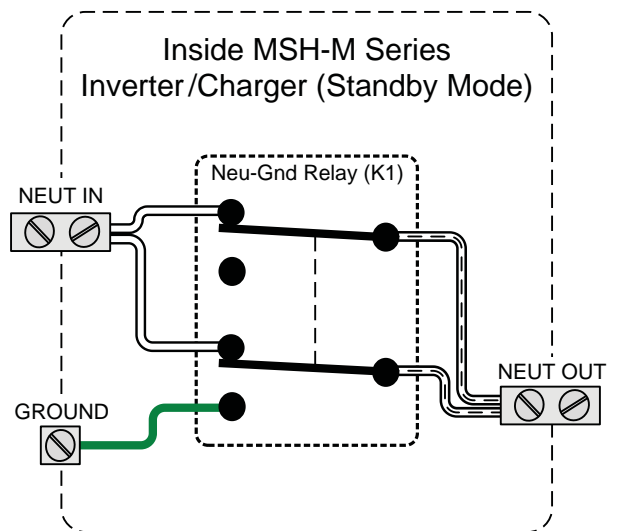 Inside MSH-M Series
Inverter/Charger (Standby Mode)
Neu-Gnd Relay (K1)
NEUT IN
NEUT OUT
GROUND